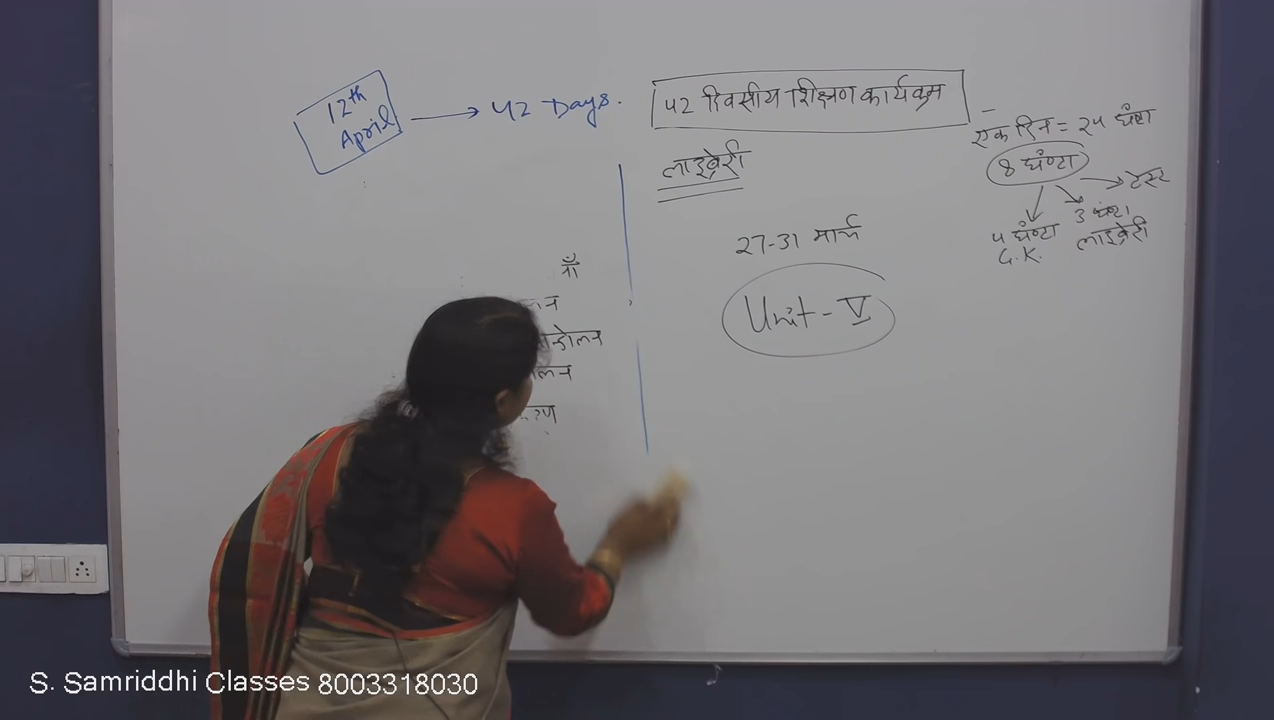 12th April → 42 Days.
42 दिवसीय शिक्षण कार्यक्रम
लाइब्रेरी
27-31 मार्च
Unit - V
एक दिन = 24 घंटा
8 घंण्टा
→ टेस्ट
4 घंण्टा
G.K.
3 घंटा
लाइब्रेरी
S. Samriddhi Classes 8003318030